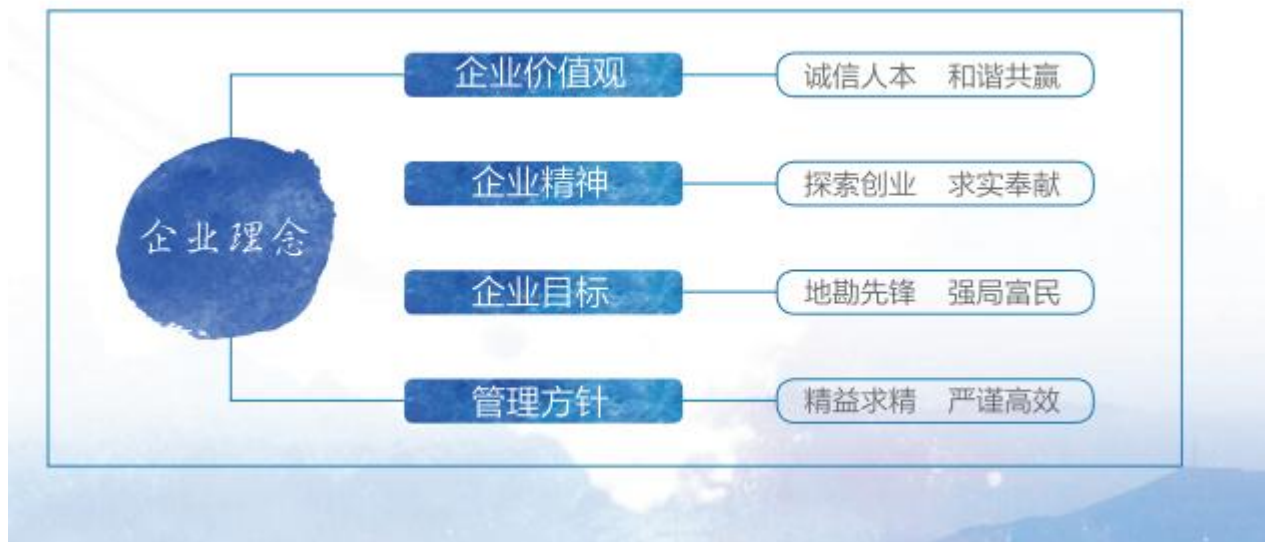 企业价值观 诚信人本 和谐共赢
企业精神 探索创业 求实奉献
企业理念
企业目标 地勘先锋 强局富民
管理方针 精益求精 严谨高效